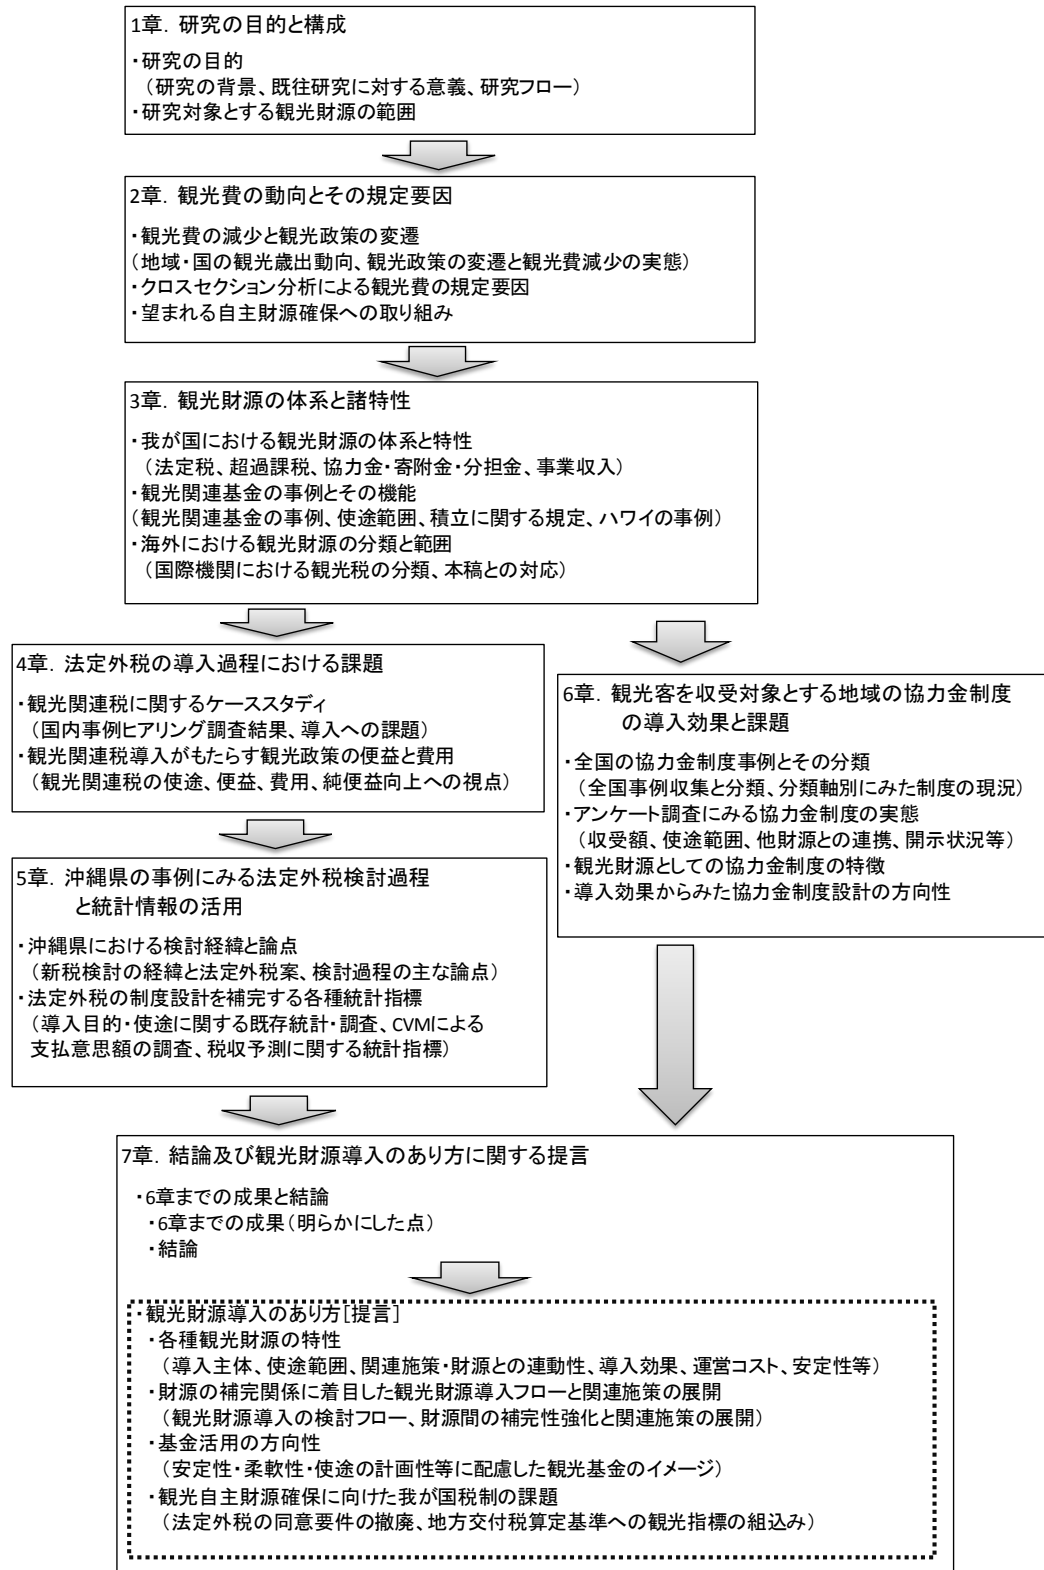 1章. 研究の目的と構成
・研究の目的
(研究の背景、既往研究に対する意義、研究フロー)
・研究対象とする観光財源の範囲
2章. 観光費の動向とその規定要因
・観光費の減少と観光政策の変遷
(地域・国の観光歳出動向、観光政策の変遷と観光費減少の実態)
・クロスセクション分析による観光費の規定要因
・望まれる自主財源確保への取り組み
3章. 観光財源の体系と諸特性
・我が国における観光財源の体系と特性
(法定税、超過課税、協力金・寄附金・分担金、事業収入)
・観光関連基金の事例とその機能
(観光関連基金の事例、使途範囲、積立に関する規定、ハワイの事例)
・海外における観光財源の分類と範囲
(国際機関における観光税の分類、本稿との対応)
4章. 法定外税の導入過程における課題
・観光関連税に関するケーススタディ
(国内事例ヒアリング調査結果、導入への課題)
・観光関連税導入がもたらす観光政策の便益と費用
(観光関連税の使途、便益、費用、純便益向上への視点)
5章. 沖縄県の事例にみる法定外税検討過程
と統計情報の活用
・沖縄県における検討経緯と論点
(新税検討の経緯と法定外税案、検討過程の主な論点)
・法定外税の制度設計を補完する各種統計指標
(導入目的・使途に関する既存統計・調査、CVMによる
支払意思額の調査、税収予測に関する統計指標)
6章. 観光客を収受対象とする地域の協力金制度
の導入効果と課題
・全国の協力金制度事例とその分類
(全国事例収集と分類、分類軸別にみた制度の現況)
・アンケート調査にみる協力金制度の実態
(収受額、使途範囲、他財源との連携、開示状況等)
・観光財源としての協力金制度の特徴
・導入効果からみた協力金制度設計の方向性
7章. 結論及び観光財源導入のあり方に関する提言
・6章までの成果と結論
・6章までの成果(明らかにした点)
・結論
・観光財源導入のあり方[提言]
・各種観光財源の特性
(導入主体、使途範囲、関連施策・財源との連動性、導入効果、運営コスト、安定性等)
・財源の補完関係に着目した観光財源導入フローと関連施策の展開
(観光財源導入の検討フロー、財源間の補完性強化と関連施策の展開)
・基金活用の方向性
(安定性・柔軟性・使途の計画性等に配慮した観光基金のイメージ)
・観光自主財源確保に向けた我が国税制の課題
(法定外税の同意要件の撤廃、地方交付税算定基準への観光指標の組込み)